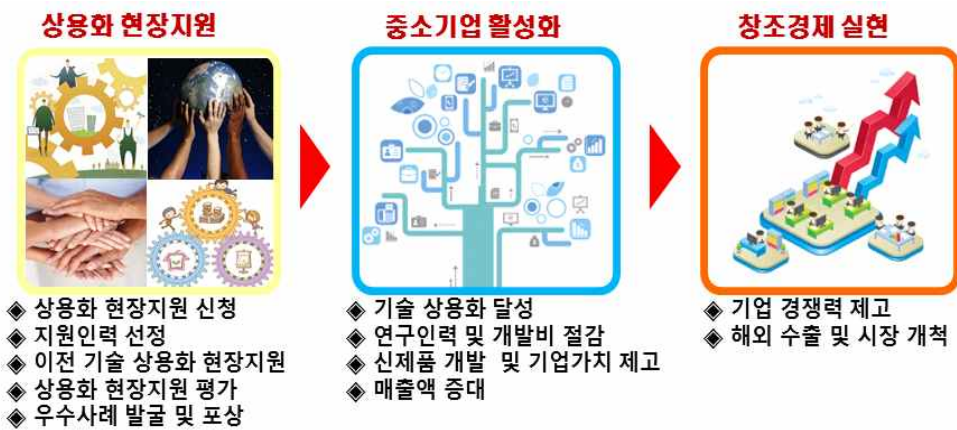 상용화 현장지원
◈ 상용화 현장지원 신청
◈ 지원인력 선정
◈ 이전 기술 상용화 현장지원
◈ 상용화 현장지원 평가
◈ 우수사례 발굴 및 포상
중소기업 활성화
◈ 기술 상용화 달성
◈ 연구인력 및 개발비 절감
◈ 신제품 개발 및 기업가치 제고
◈ 매출액 증대
창조경제 실현
◈ 기업 경쟁력 제고
◈ 해외 수출 및 시장 개척